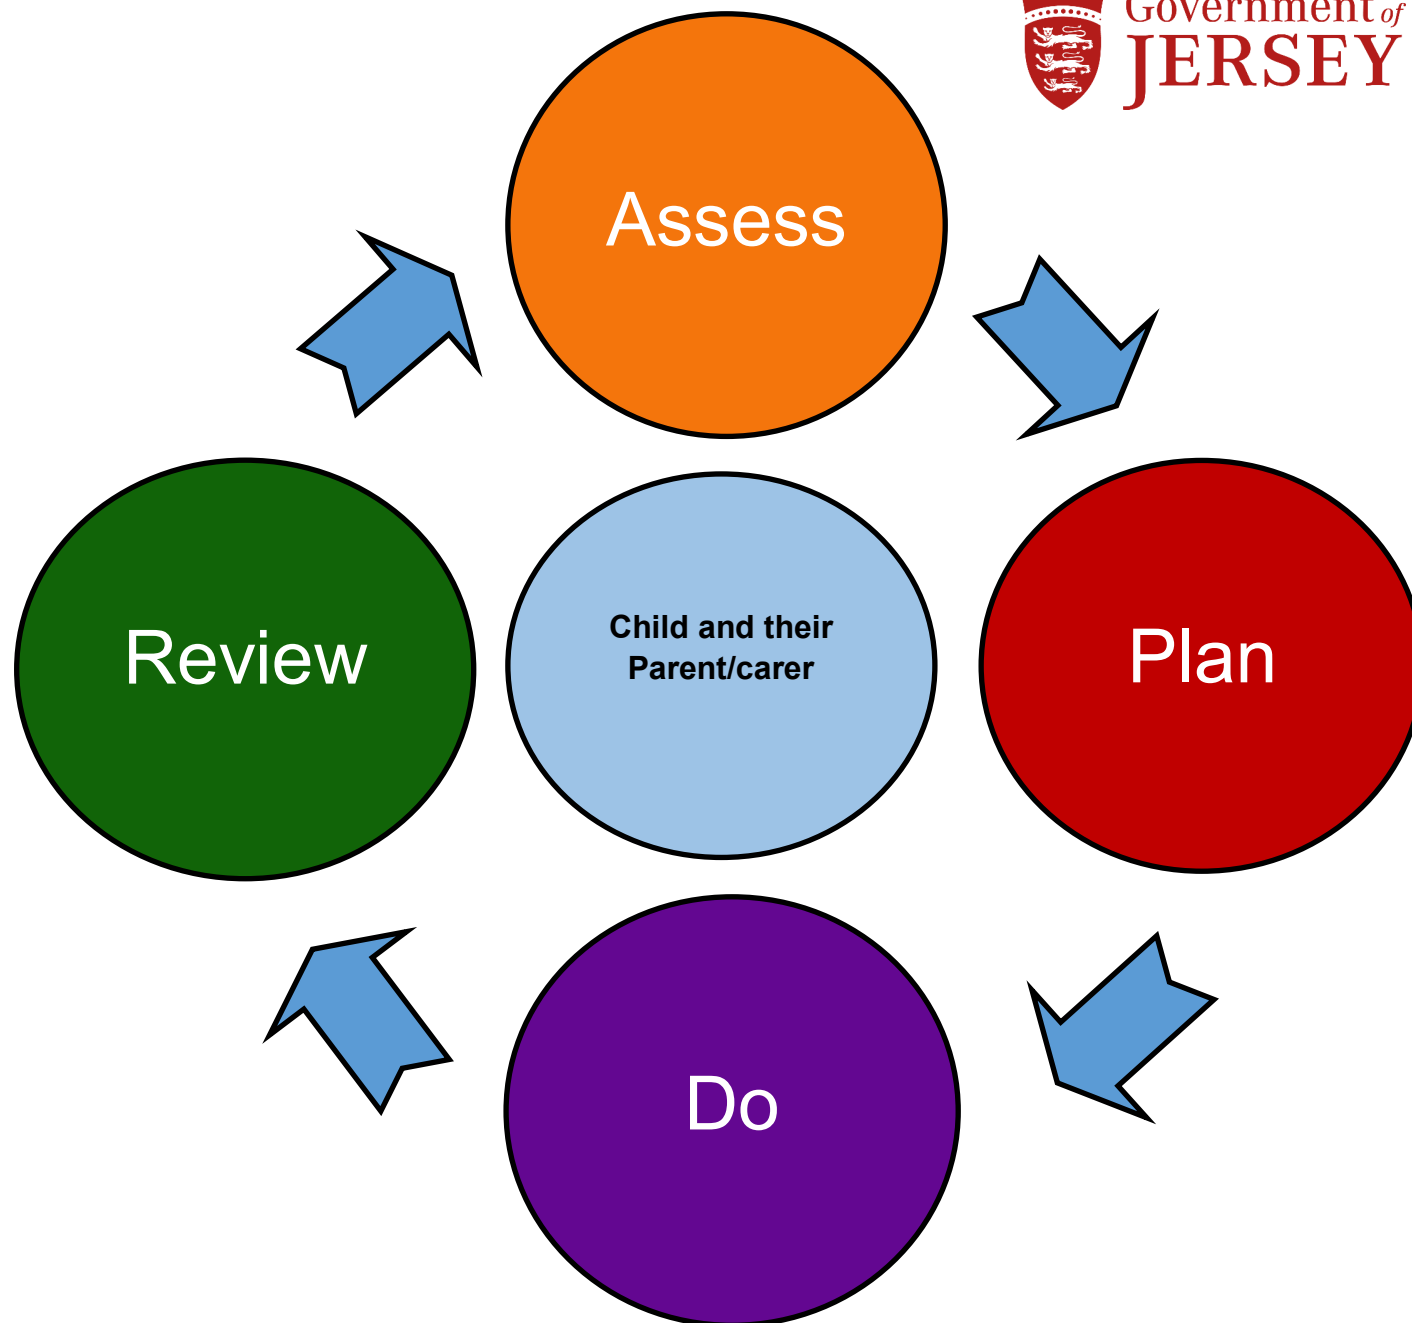 Government of
JERSEY
Assess
Review
Child and their
Parent/carer
Plan
Do